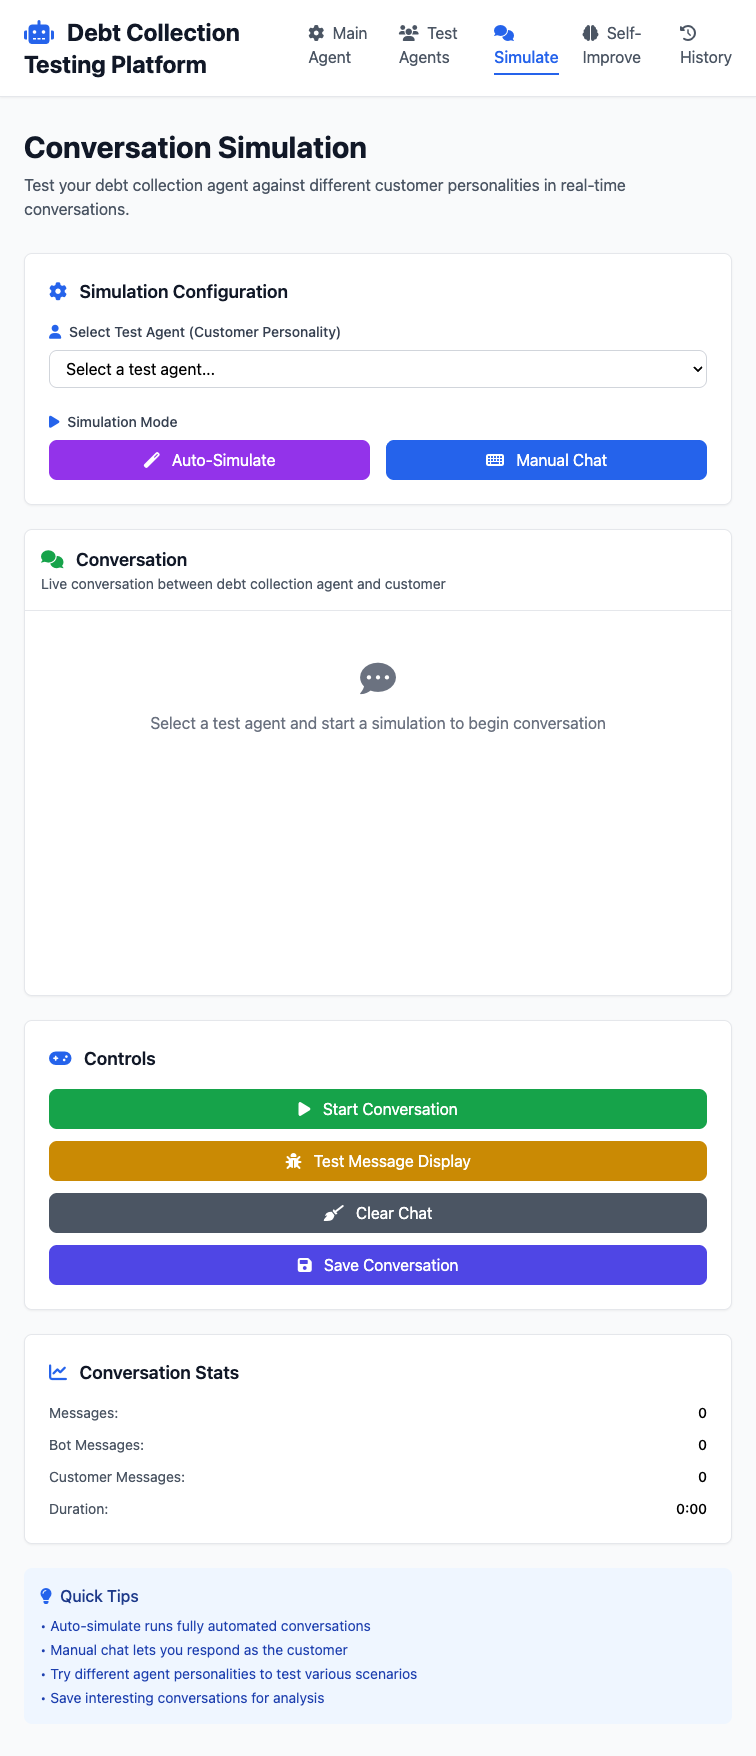 Debt Collection
Testing Platform
Main
Agent
Test
Agents
Simulate
Self-
Improve
History
Conversation Simulation
Test your debt collection agent against different customer personalities in real-time
conversations.
Simulation Configuration
Select Test Agent (Customer Personality)
Select a test agent...
Simulation Mode
Auto-Simulate
Manual Chat
Conversation
Live conversation between debt collection agent and customer
Select a test agent and start a simulation to begin conversation
Controls
Start Conversation
Test Message Display
Clear Chat
Save Conversation
Conversation Stats
Messages: 0
Bot Messages: 0
Customer Messages: 0
Duration: 0:00
Quick Tips
• Auto-simulate runs fully automated conversations
• Manual chat lets you respond as the customer
• Try different agent personalities to test various scenarios
• Save interesting conversations for analysis